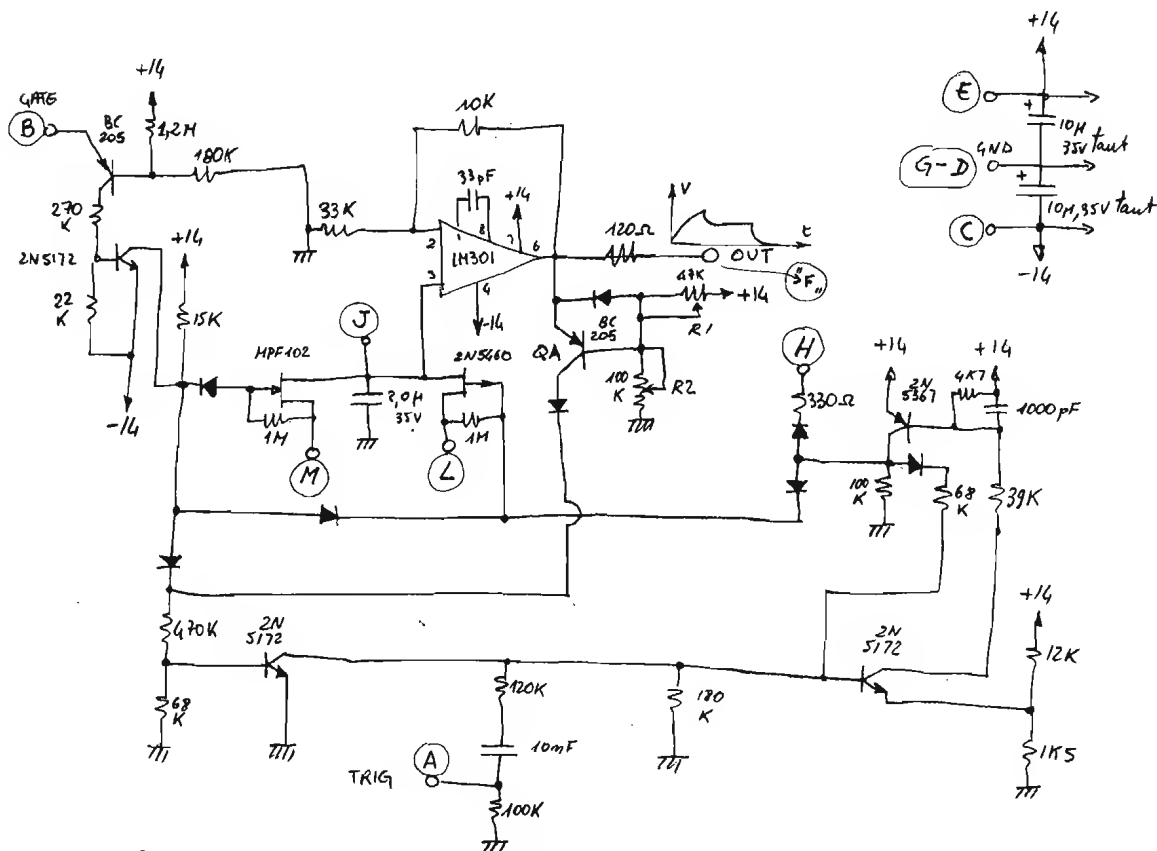 +14
GATE
B
BC
205
1,2M
180K
270
K
2N5172
22
K
-14
+14
15K
10K
33K
33pF
+14
1
8
7
2
3
6
4
LM301
-14
120Ω
V
t
OUT
"F"
47K
+14
R1
BC
205
QA
100
K
R2
+14
E
+
10M
35V taut
GND
G-D
+
10M, 35V taut
C
-14
MPF102
J
2N5460
35V
1M
M
1M
L
H
330Ω
+14
2N
5367
+14
4K7
1000pF
100
K
68
K
39K
470K
2N
5172
68
K
120K
10nF
A
TRIG
100K
180
K
2N
5172
+14
12K
1K5